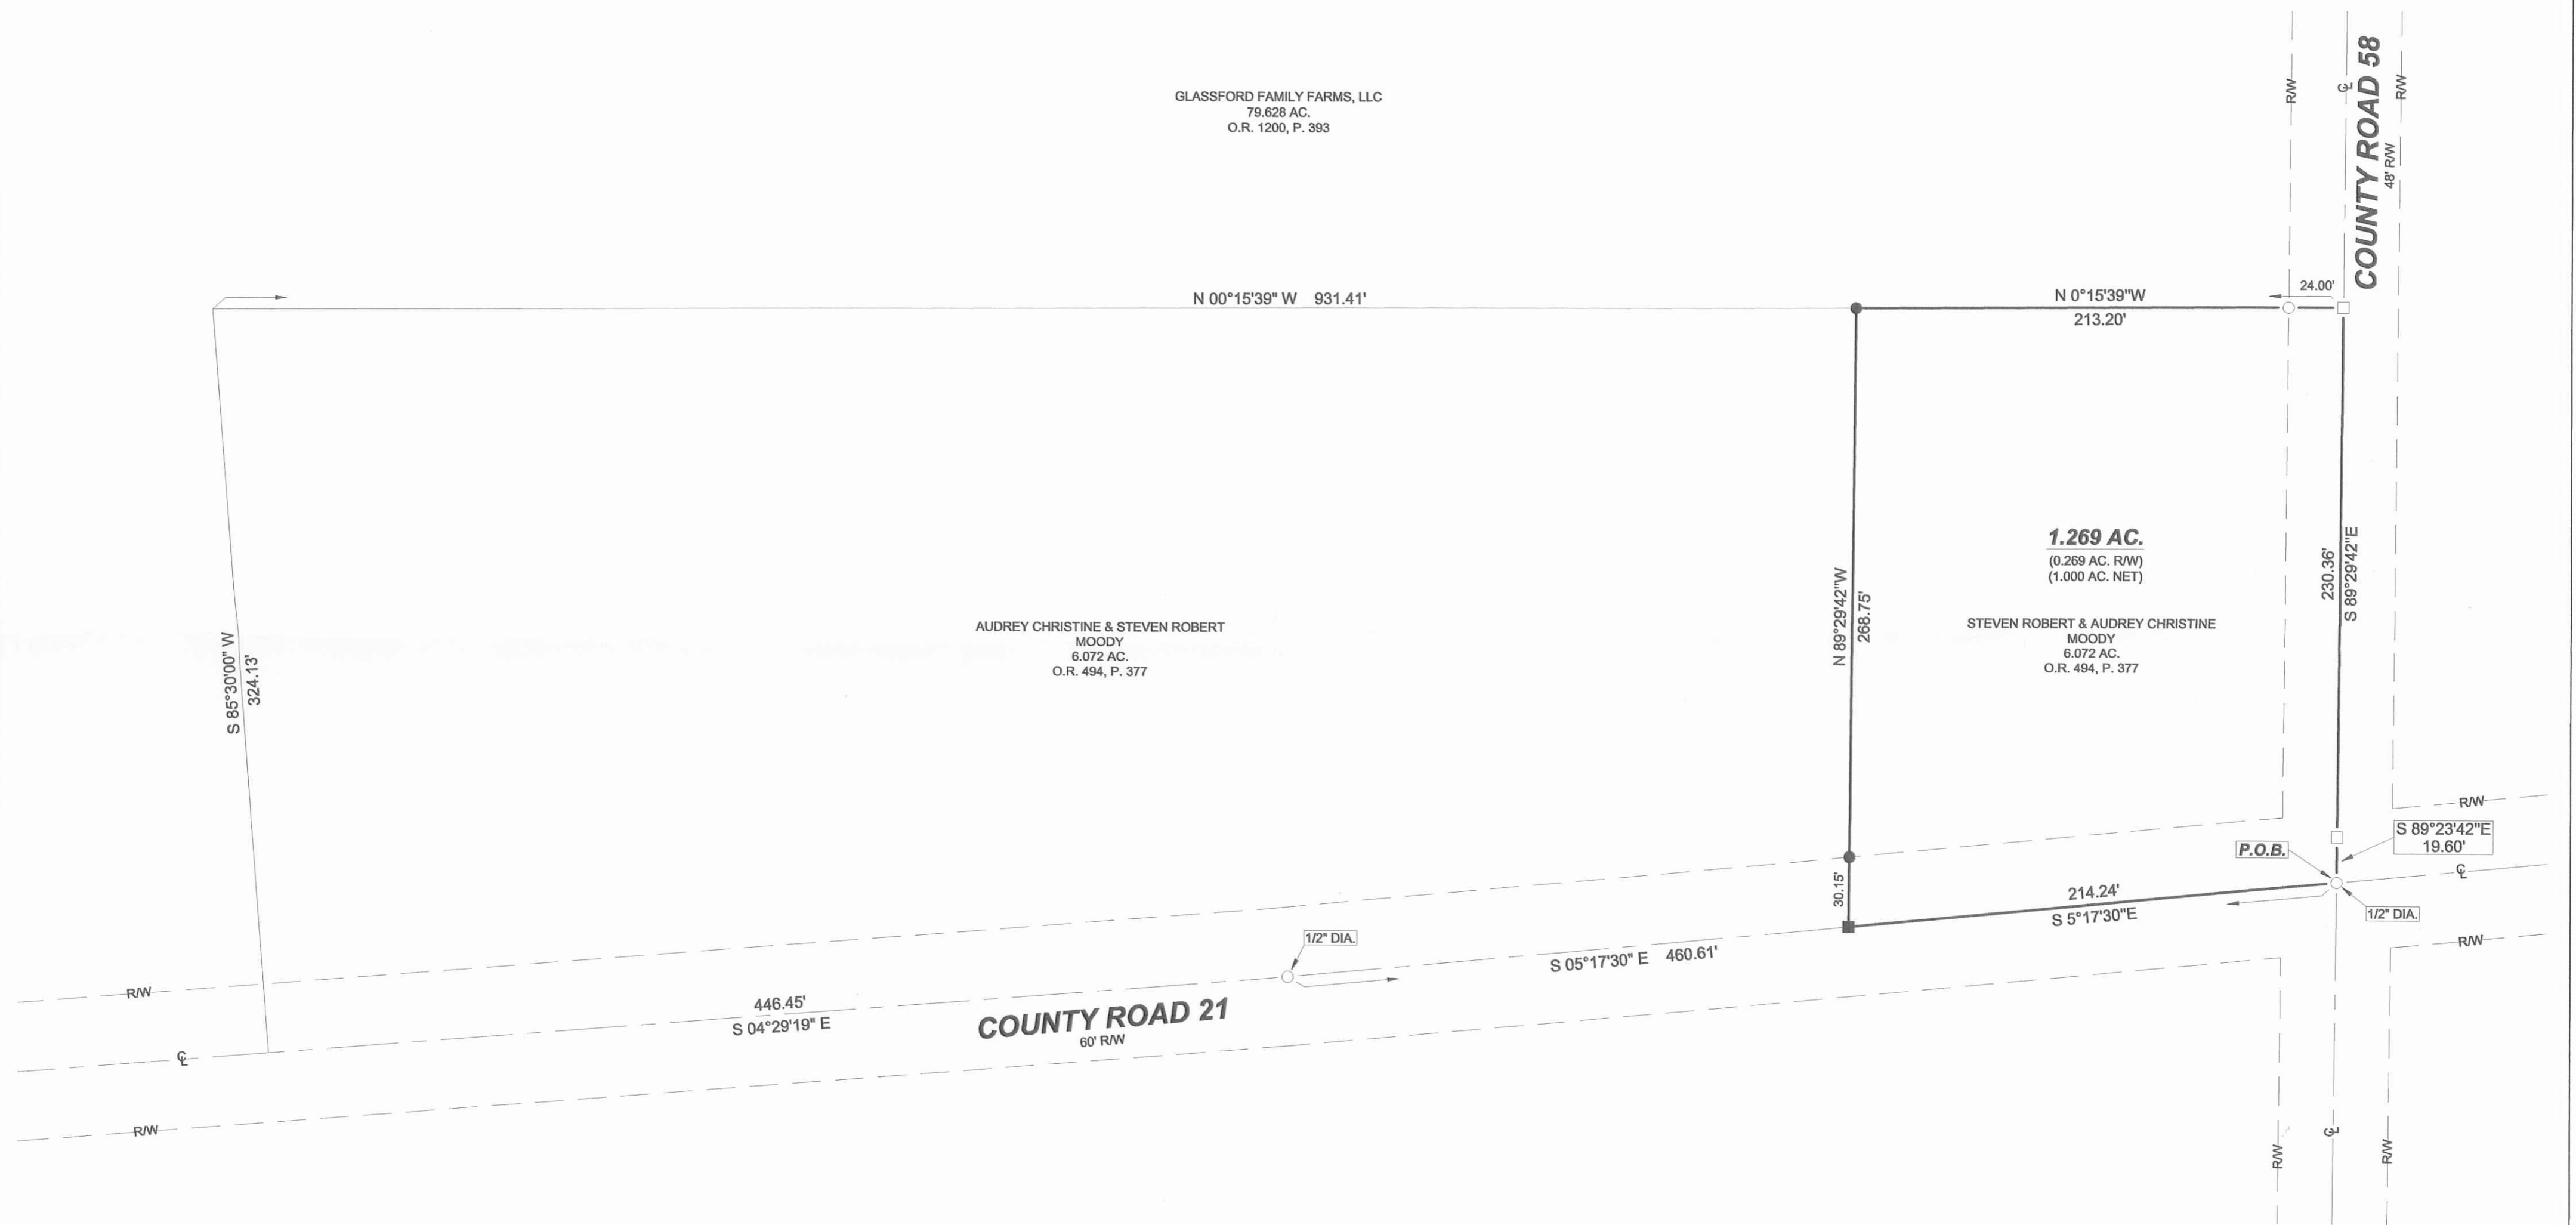 GLASSFORD FAMILY FARMS, LLC
79.628 AC.
O.R. 1200, P. 393
R/W
℄
COUNTY ROAD 58
48' R/W
R/W
N 00°15'39" W 931.41'
N 0°15'39"W
213.20'
24.00'
S 85°30'00" W
324.13'
AUDREY CHRISTINE & STEVEN ROBERT
MOODY
6.072 AC.
O.R. 494, P. 377
N 89°29'42"W
268.75'
30.15'
1.269 AC.
(0.269 AC. R/W)
(1.000 AC. NET)
STEVEN ROBERT & AUDREY CHRISTINE
MOODY
6.072 AC.
O.R. 494, P. 377
230.36'
S 89°29'42"E
R/W
S 89°23'42"E
19.60'
P.O.B.
℄
214.24'
S 5°17'30"E
1/2" DIA.
R/W
1/2" DIA.
S 05°17'30" E 460.61'
R/W
446.45'
S 04°29'19" E
COUNTY ROAD 21
60' R/W
℄
R/W
R/W
℄
R/W